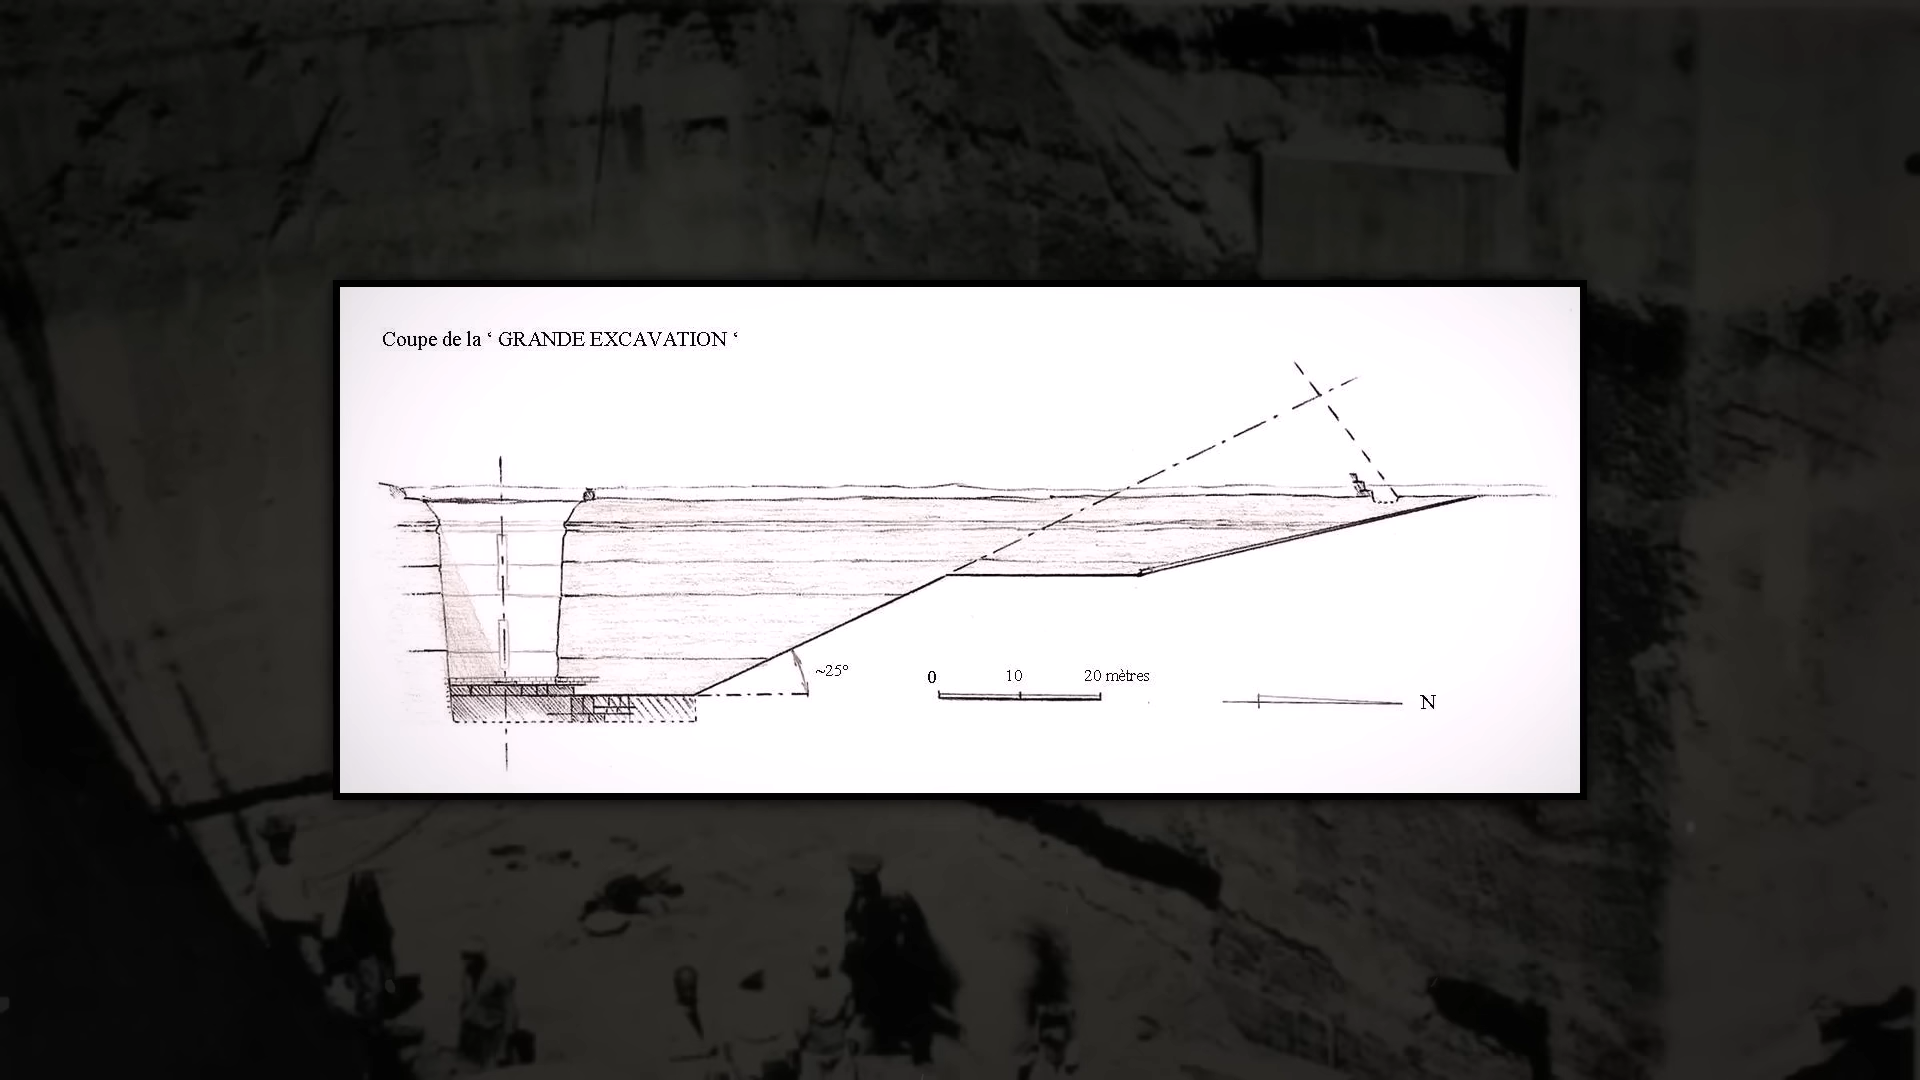 Coupe de la ‘ GRANDE EXCAVATION ‘
~25°
0 10 20 mètres
N